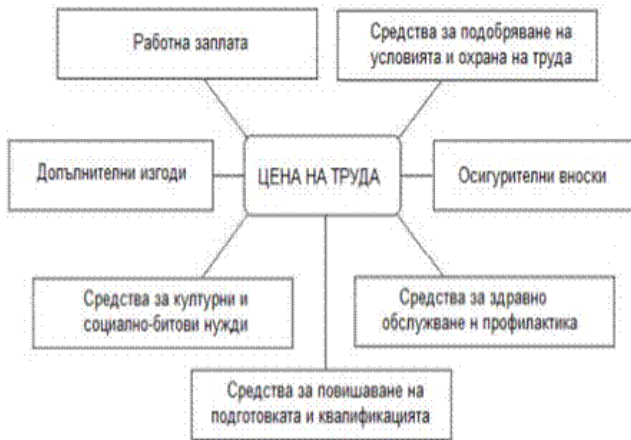 Работна заплата
Средства за подобряване на
условията и охрана на труда
Допълнителни изгоди
ЦЕНА НА ТРУДА
Осигурителни вноски
Средства за културни и
социално-битови нужди
Средства за здравно
обслужване н профилактика
Средства за повишаване на
подготовката и квалификацията